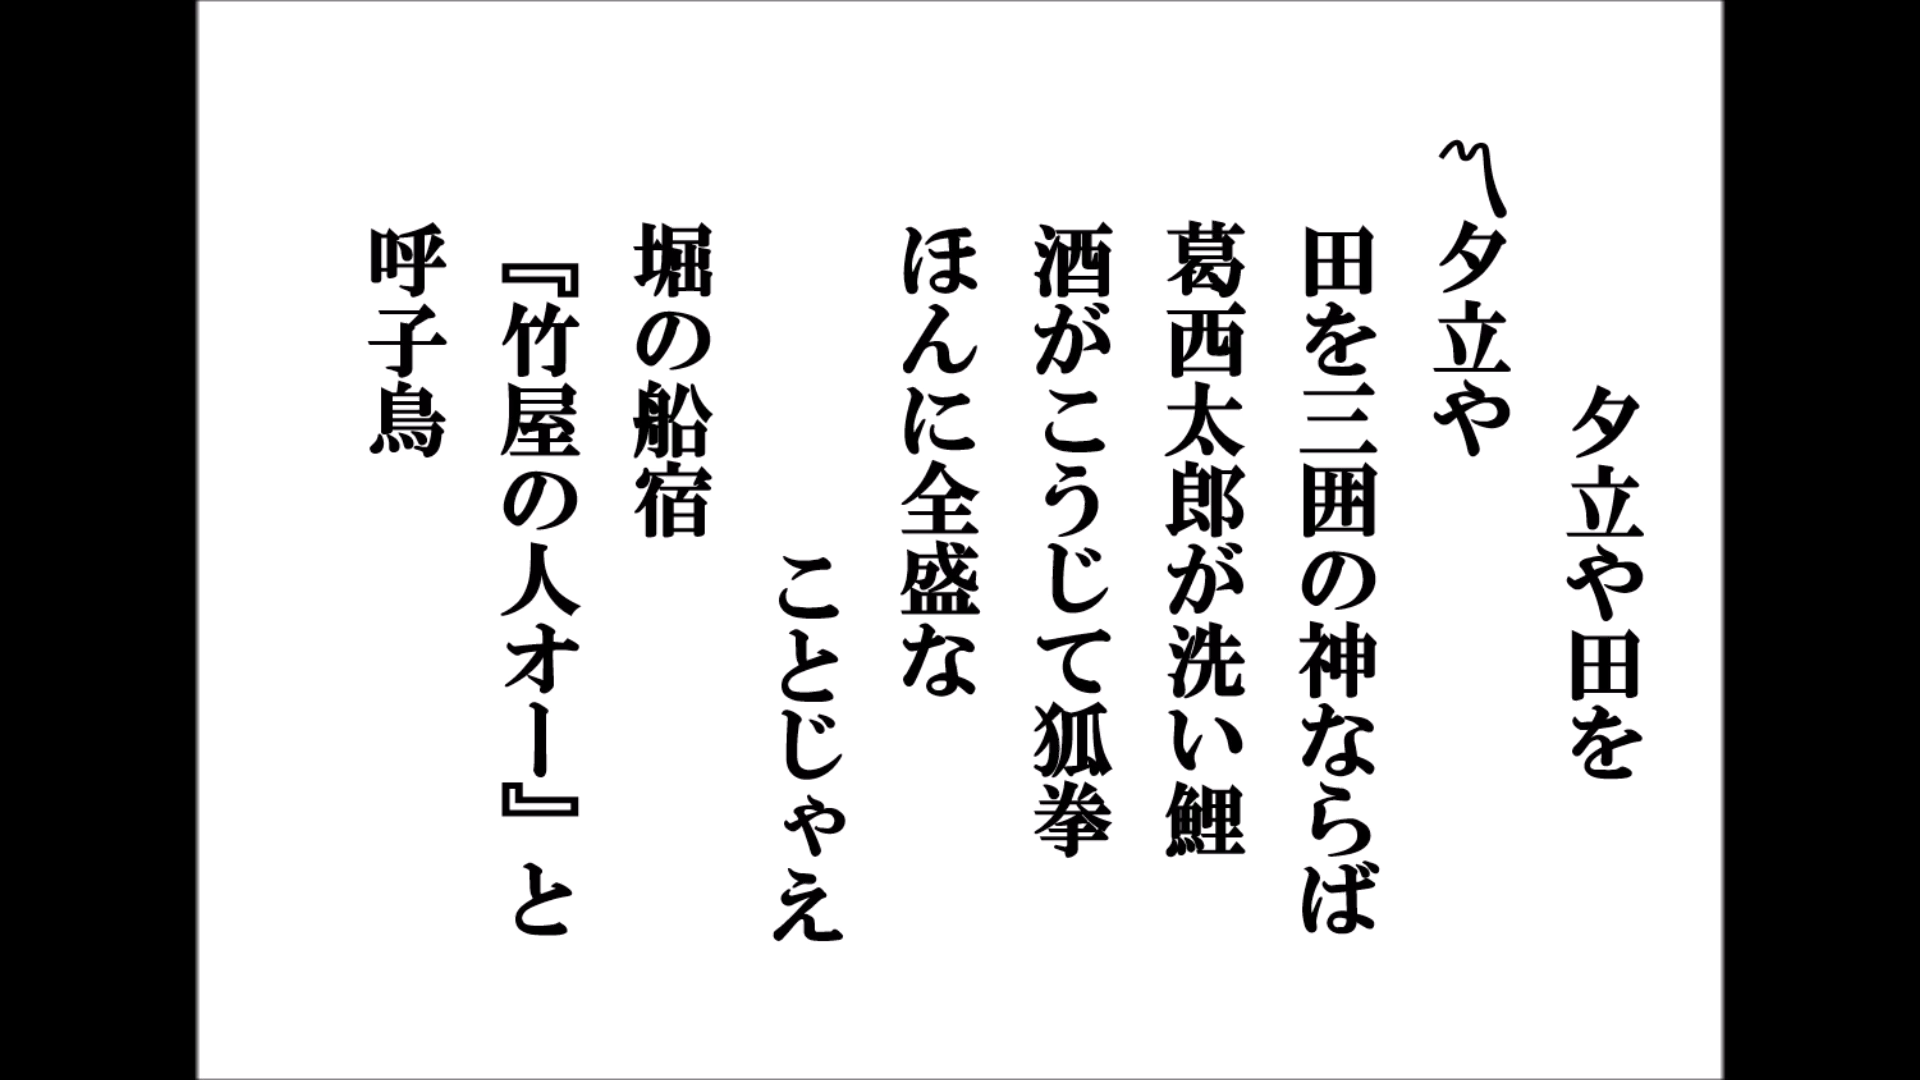 夕立や田を
〽夕立や
田を三囲の神ならば
葛西太郎が洗い鯉
酒がこうじて狐拳
ほんに全盛な
ことじゃえ
堀の船宿
『竹屋の人オー』と
呼子鳥